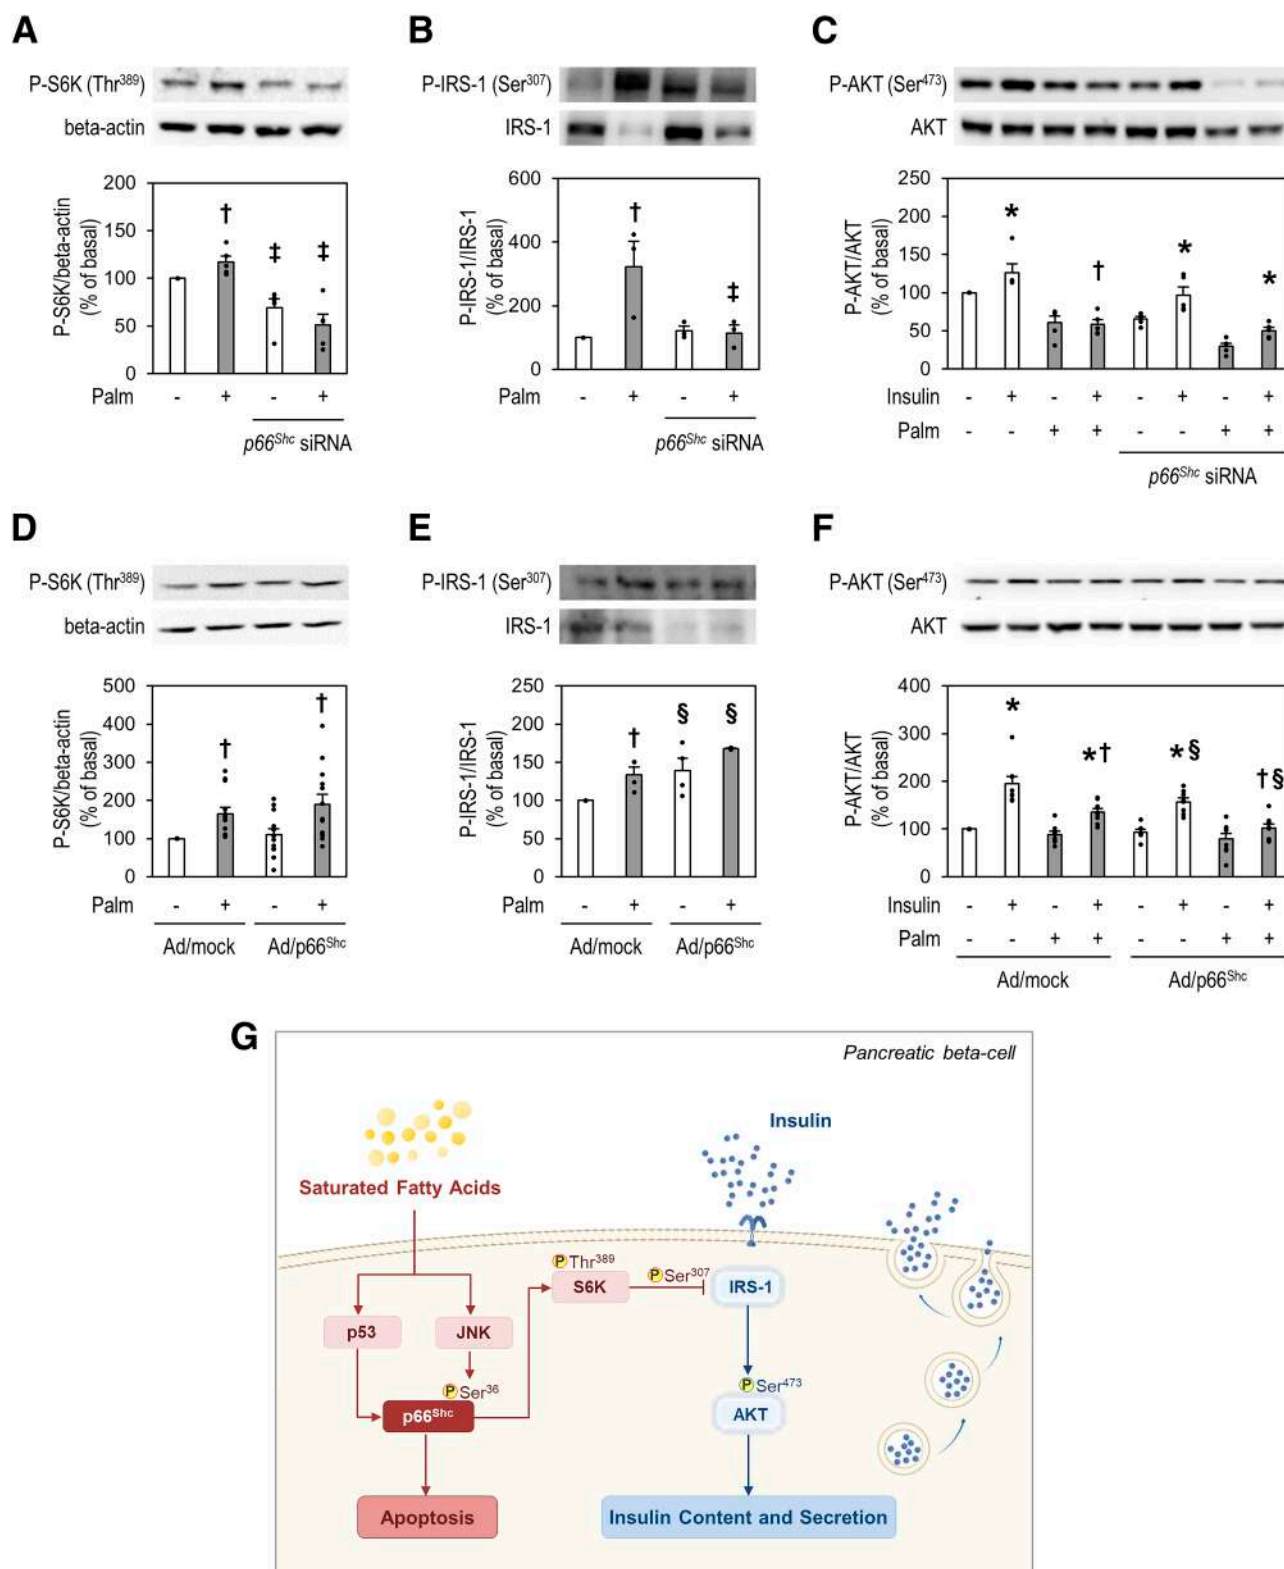 A
P-S6K (Thr389)
beta-actin
P-S6K/beta-actin
(% of basal)
200
150
100
50
0
† ‡ ‡
Palm - + - +
p66Shc siRNA
B
P-IRS-1 (Ser307)
IRS-1
P-IRS-1/IRS-1
(% of basal)
600
400
200
0
† ‡
Palm - + - +
p66Shc siRNA
C
P-AKT (Ser473)
AKT
P-AKT/AKT
(% of basal)
250
200
150
100
50
0
* † * *
Insulin - + - + - + - +
Palm - - + + - - + +
p66Shc siRNA
D
P-S6K (Thr389)
beta-actin
P-S6K/beta-actin
(% of basal)
500
400
300
200
100
0
† †
Palm - + - +
Ad/mock Ad/p66Shc
E
P-IRS-1 (Ser307)
IRS-1
P-IRS-1/IRS-1
(% of basal)
250
200
150
100
50
0
† § §
Palm - + - +
Ad/mock Ad/p66Shc
F
P-AKT (Ser473)
AKT
P-AKT/AKT
(% of basal)
400
300
200
100
0
* *† *§ †§
Insulin - + - + - + - +
Palm - - + + - - + +
Ad/mock Ad/p66Shc
G
Pancreatic beta-cell
Insulin
Saturated Fatty Acids
P Thr389
P Ser307
S6K
IRS-1
p53
JNK
P Ser36
P Ser473
p66Shc
AKT
Apoptosis
Insulin Content and Secretion